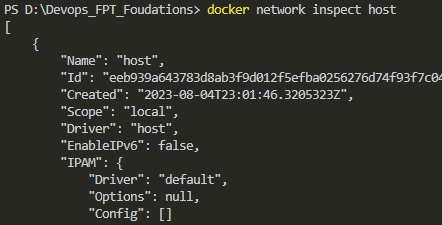 PS D:\Devops_FPT_Foudations> docker network inspect host
[
    {
        "Name": "host",
        "Id": "eeb939a643783d8ab3f9d012f5efba0256276d74f93f7c04
        "Created": "2023-08-04T23:01:46.3205323Z",
        "Scope": "local",
        "Driver": "host",
        "EnableIPv6": false,
        "IPAM": {
            "Driver": "default",
            "Options": null,
            "Config": []